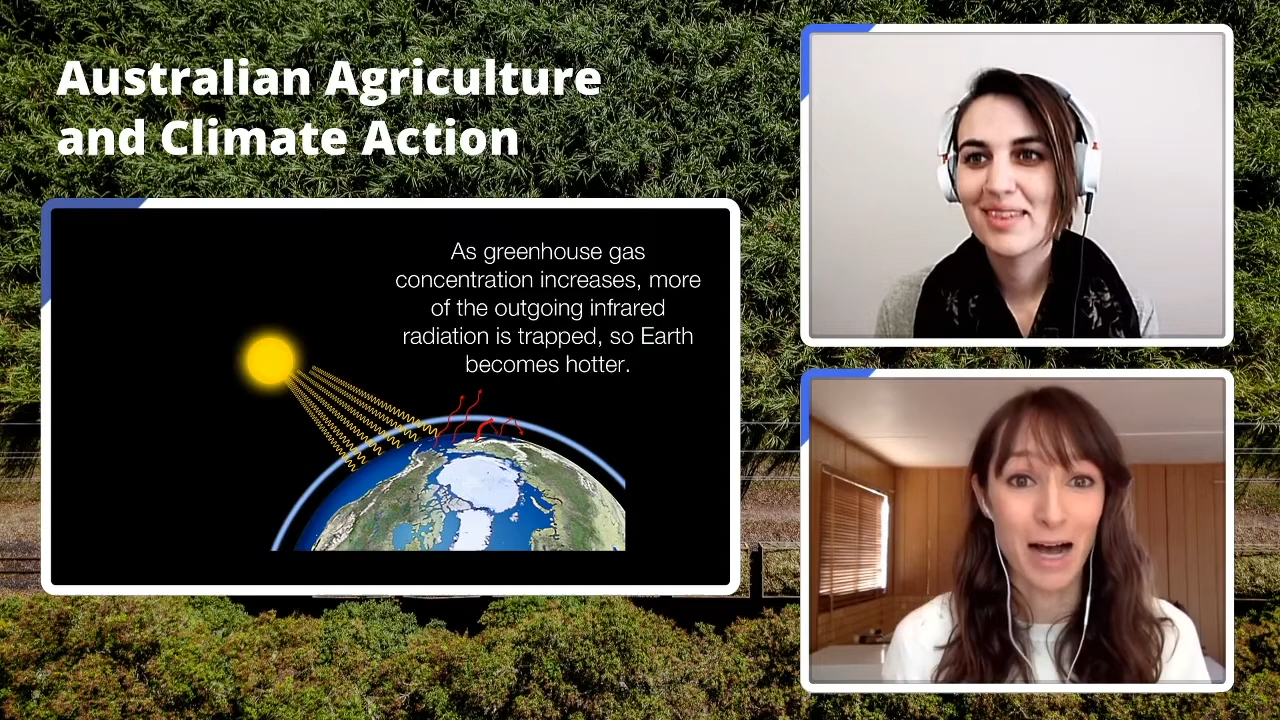 Australian Agriculture
and Climate Action
As greenhouse gas
concentration increases, more
of the outgoing infrared
radiation is trapped, so Earth
becomes hotter.